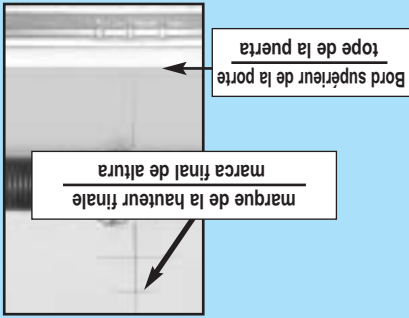 marque de la hauteur finale
marca final de altura
Bord supérieur de la porte
tope de la puerta